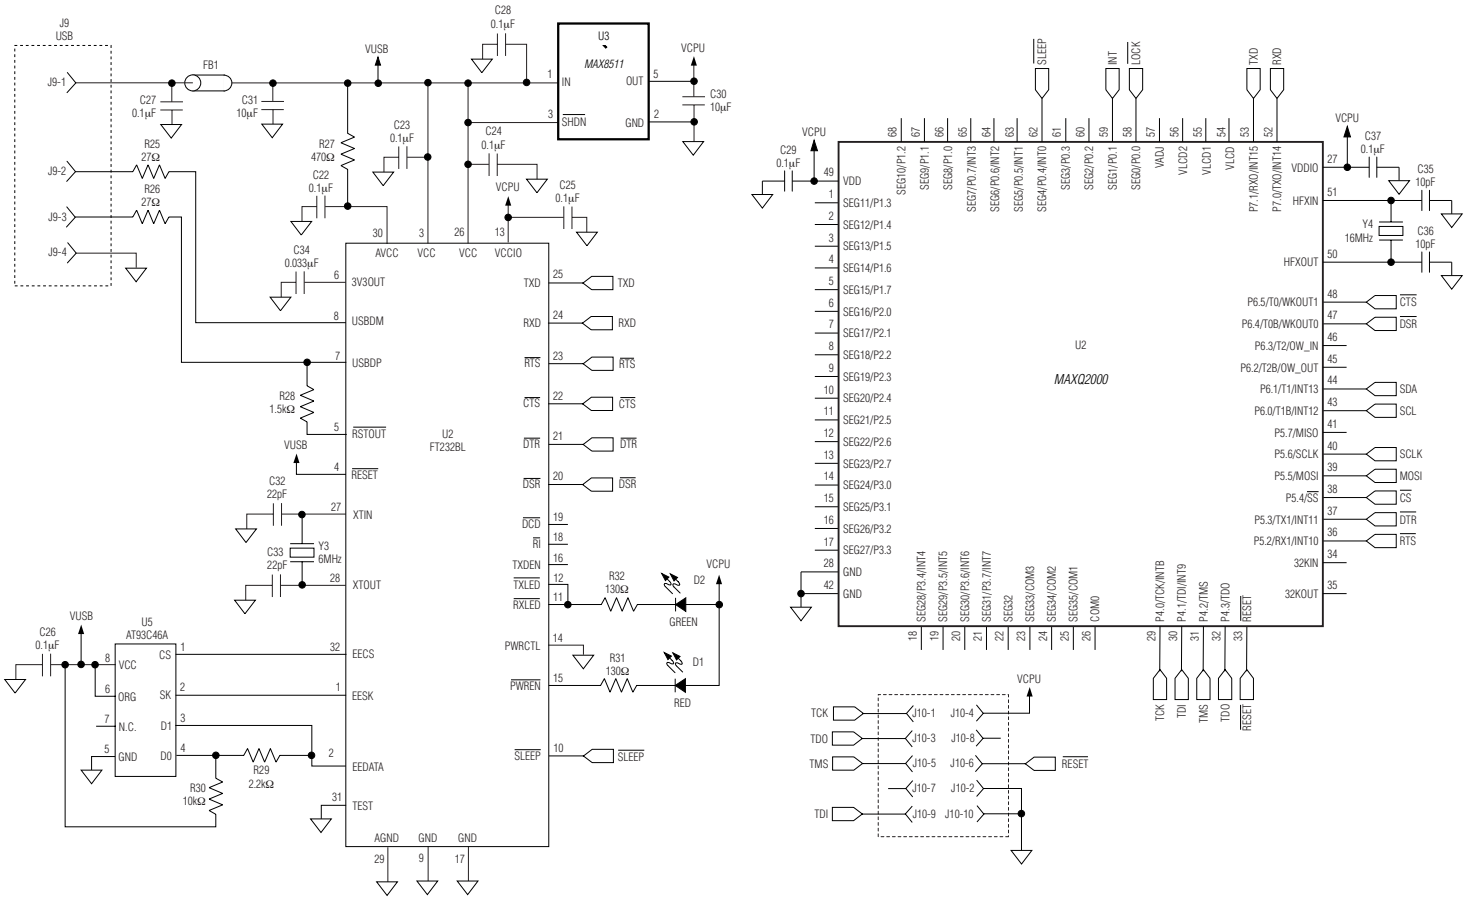 J9
USB
J9-1
J9-2
J9-3
J9-4
C27
0.1µF
FB1
C31
10µF
R25
27Ω
R26
27Ω
R27
470Ω
C22
0.1µF
VUSB
C23
0.1µF
C28
0.1µF
C24
0.1µF
VCPU
C25
0.1µF
U3
MAX8511
1
IN
3
SHDN
OUT
5
GND
2
VCPU
C30
10µF
C34
0.033µF
30
3
26
13
AVCC
VCC
VCC
VCCIO
U2
FT232BL
6
3V3OUT
8
USBDM
7
USBDP
R28
1.5kΩ
5
RSTOUT
VUSB
4
RESET
C32
22pF
27
XTIN
Y3
6MHz
C33
22pF
28
XTOUT
32
EECS
1
EESK
2
EEDATA
31
TEST
AGND
GND
GND
29
9
17
TXD
25
TXD
RXD
24
RXD
RTS
23
RTS
CTS
22
CTS
DTR
21
DTR
DSR
20
DSR
DCD
19
RI
18
TXDEN
16
TXLED
12
RXLED
11
PWRCTL
14
PWREN
15
SLEEP
10
SLEEP
R32
130Ω
D2
GREEN
R31
130Ω
D1
RED
VCPU
C26
0.1µF
VUSB
U5
AT93C46A
8
VCC
6
ORG
7
N.C.
5
GND
CS
1
SK
2
D1
3
D0
4
R29
2.2kΩ
R30
10kΩ
U2
MAXQ2000
SLEEP
INT
LOCK
TXD
RXD
68
67
66
65
64
63
62
61
60
59
58
57
56
55
54
53
52
SEG10/P1.2
SEG9/P1.1
SEG8/P1.0
SEG7/P0.7/INT3
SEG6/P0.6/INT2
SEG5/P0.5/INT1
SEG4/P0.4/INT0
SEG3/P0.3
SEG2/P0.2
SEG1/P0.1
SEG0/P0.0
VADJ
VLCD2
VLCD1
VLCD
P7.1/RXO/INT15
P7.0/TXO/INT14
VCPU
C29
0.1µF
49
VDD
1
SEG11/P1.3
2
SEG12/P1.4
3
SEG13/P1.5
4
SEG14/P1.6
5
SEG15/P1.7
6
SEG16/P2.0
7
SEG17/P2.1
8
SEG18/P2.2
9
SEG19/P2.3
10
SEG20/P2.4
11
SEG21/P2.5
12
SEG22/P2.6
13
SEG23/P2.7
14
SEG24/P3.0
15
SEG25/P3.1
16
SEG26/P3.2
17
SEG27/P3.3
28
GND
42
GND
VCPU
C37
0.1µF
VDDIO
27
HFXIN
51
C35
10pF
Y4
16MHz
C36
10pF
HFXOUT
50
P6.5/T0/WKOUT1
48
CTS
P6.4/T0B/WKOUT0
47
DSR
P6.3/T2/OW_IN
46
P6.2/T2B/OW_OUT
45
P6.1/T1/INT13
44
SDA
P6.0/T1B/INT12
43
SCL
P5.7/MISO
41
P5.6/SCLK
40
SCLK
P5.5/MOSI
39
MOSI
P5.4/SS
38
CS
P5.3/TX1/INT11
37
DTR
P5.2/RX1/INT10
36
RTS
32KIN
34
32KOUT
35
SEG28/P3.4/INT4
SEG29/P3.5/INT5
SEG30/P3.6/INT6
SEG31/P3.7/INT7
SEG32
SEG33/COM3
SEG34/COM2
SEG35/COM1
COM0
P4.0/TCK/INTB
P4.1/TDI/INT9
P4.2/TMS
P4.3/TDO
RESET
18
19
20
21
22
23
24
25
26
29
30
31
32
33
TCK
TDI
TMS
TDO
RESET
VCPU
TCK
J10-1
J10-4
TDO
J10-3
J10-8
TMS
J10-5
J10-6
RESET
J10-7
J10-2
TDI
J10-9
J10-10